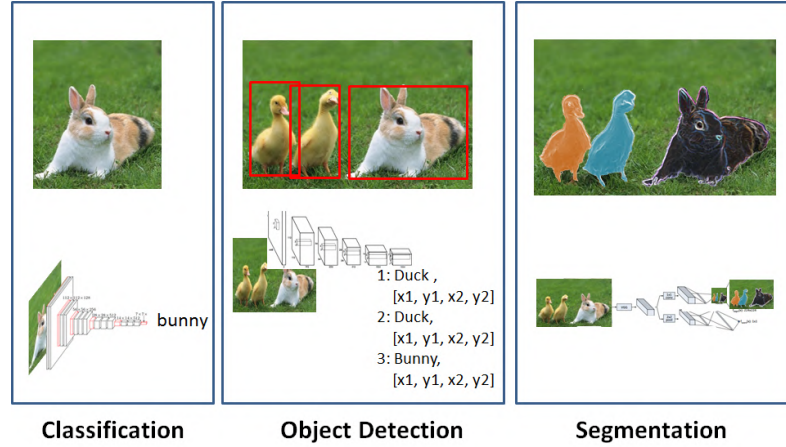 bunny
1: Duck ,
[x1, y1, x2, y2]
2: Duck,
[x1, y1, x2, y2]
3: Bunny,
[x1, y1, x2, y2]
Classification
Object Detection
Segmentation